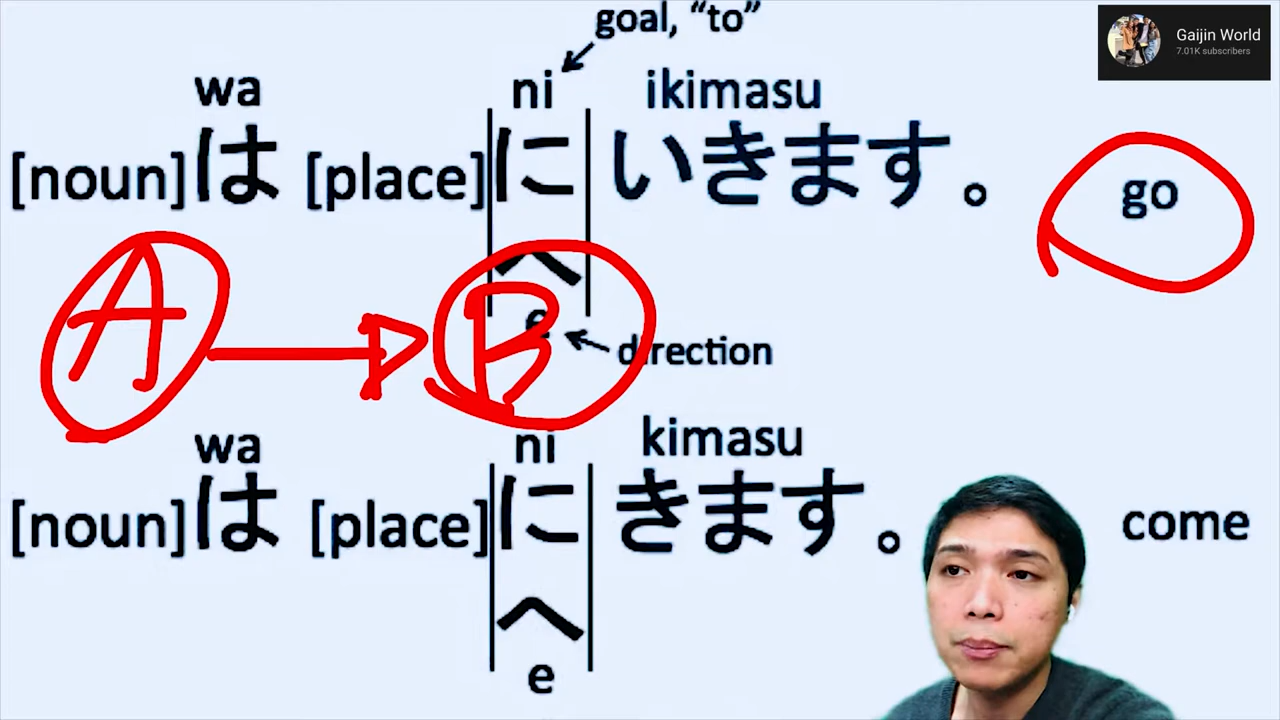 goal, “to”
Gaijin World
7.01K subscribers
wa ni ikimasu
[noun]は [place]に いきます。 go
へ
A B
e direction
wa ni kimasu
[noun]は [place]に きます。 come
へ
e